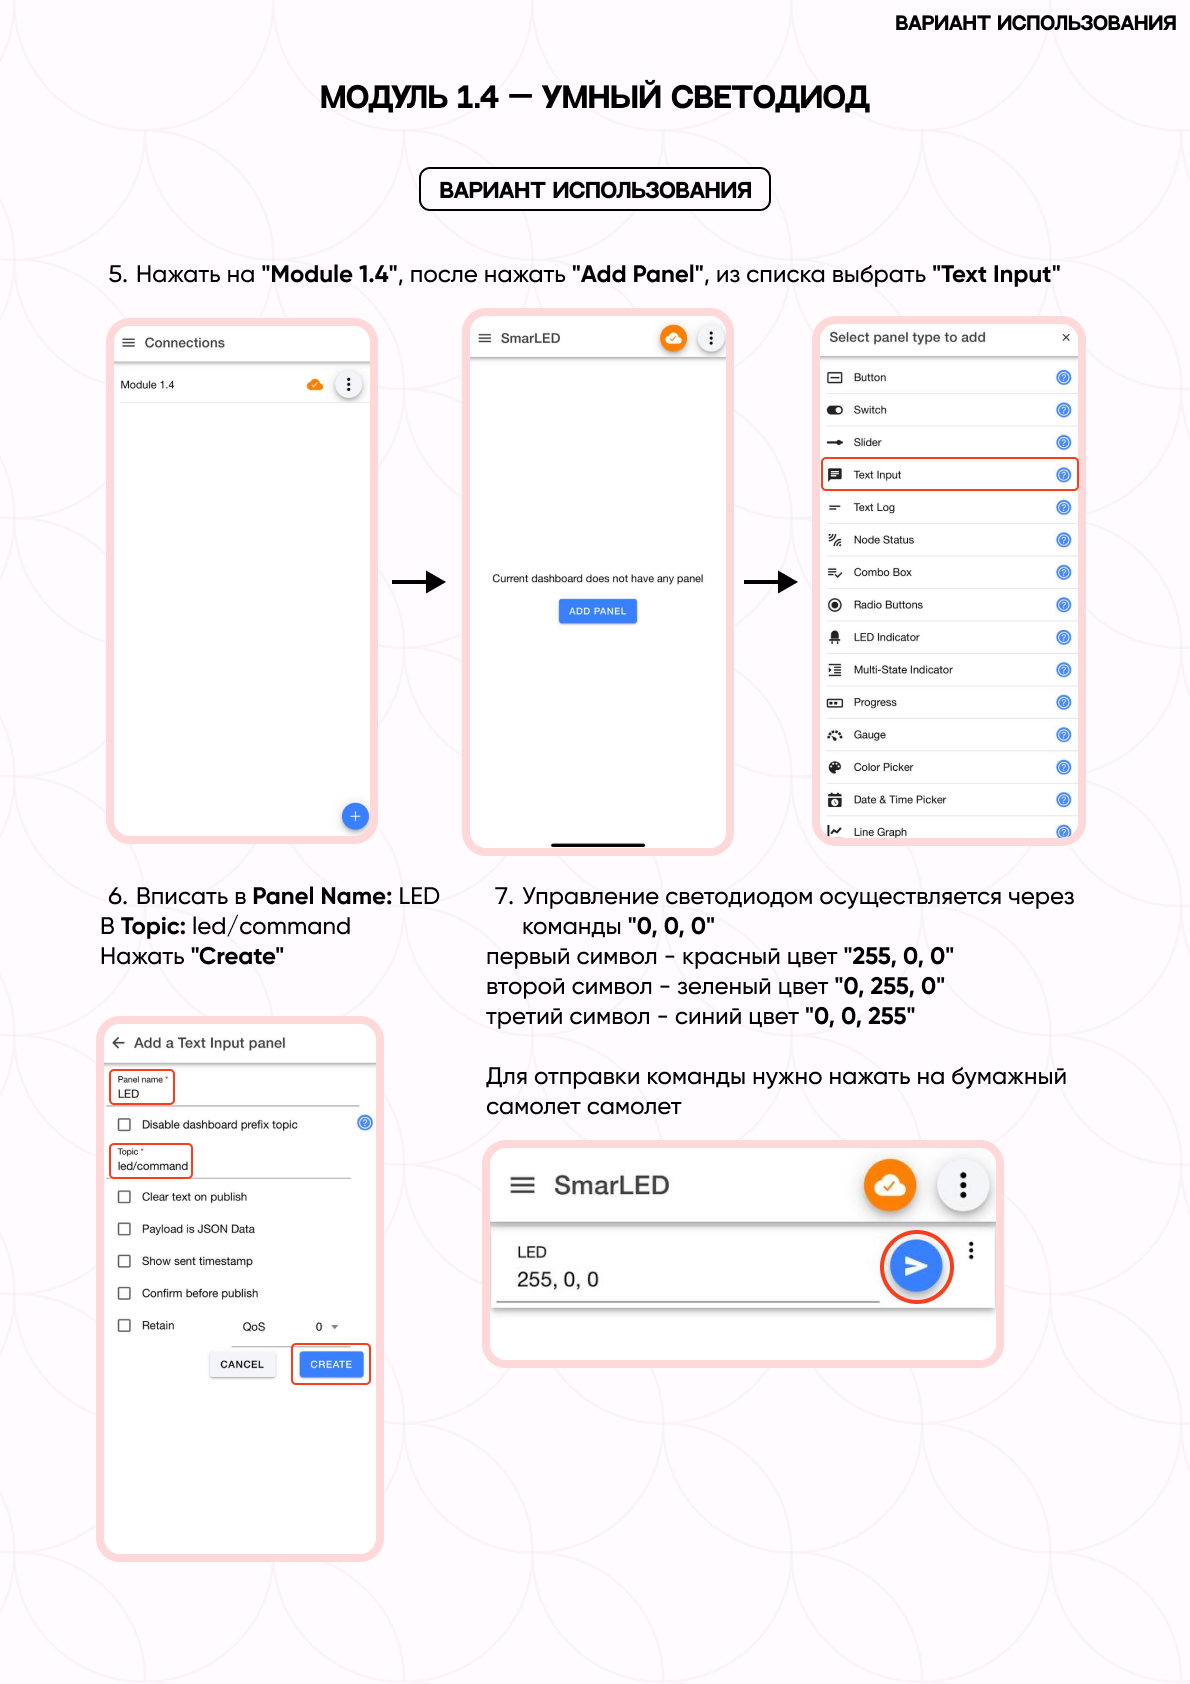 ВАРИАНТ ИСПОЛЬЗОВАНИЯ
МОДУЛЬ 1.4 — УМНЫЙ СВЕТОДИОД
ВАРИАНТ ИСПОЛЬЗОВАНИЯ
5. Нажать на "Module 1.4", после нажать "Add Panel", из списка выбрать "Text Input"
Connections
Module 1.4
SmarLED
Current dashboard does not have any panel
ADD PANEL
Select panel type to add
Button
Switch
Slider
Text Input
Text Log
Node Status
Combo Box
Radio Buttons
LED Indicator
Multi-State Indicator
Progress
Gauge
Color Picker
Date & Time Picker
Line Graph
6. Вписать в Panel Name: LED
В Topic: led/command
Нажать "Create"
Add a Text Input panel
Panel name *
LED
Disable dashboard prefix topic
Topic *
led/command
Clear text on publish
Payload is JSON Data
Show sent timestamp
Confirm before publish
Retain QoS 0
CANCEL CREATE
7. Управление светодиодом осуществляется через
команды "0, 0, 0"
первый символ - красный цвет "255, 0, 0"
второй символ - зеленый цвет "0, 255, 0"
третий символ - синий цвет "0, 0, 255"
Для отправки команды нужно нажать на бумажный
самолет самолет
SmarLED
LED
255, 0, 0